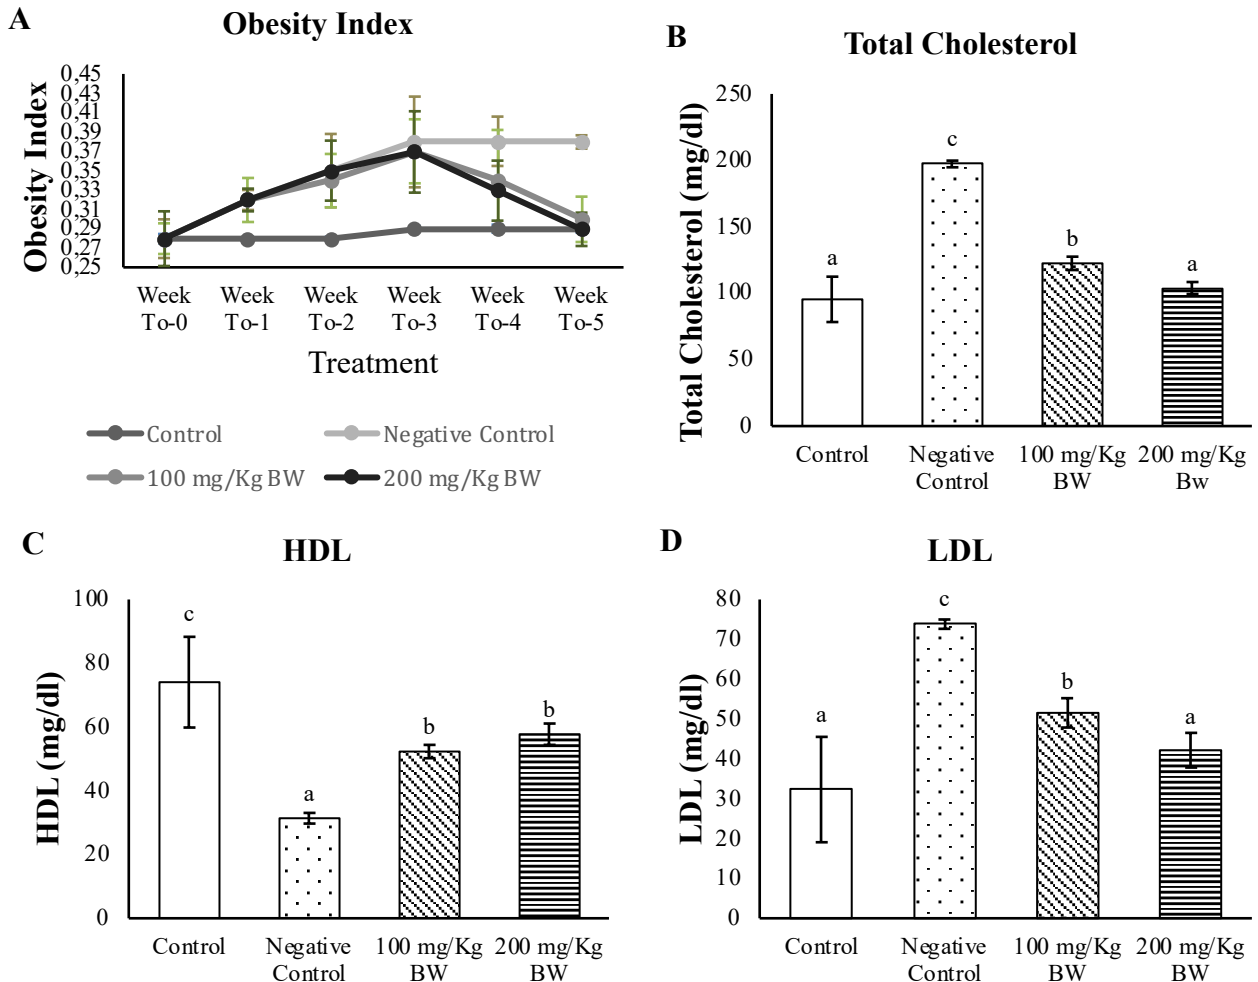 A
Obesity Index
Obesity Index
0,45
0,43
0,41
0,39
0,37
0,35
0,33
0,31
0,29
0,27
0,25
Week To-0
Week To-1
Week To-2
Week To-3
Week To-4
Week To-5
Treatment
Control
Negative Control
100 mg/Kg BW
200 mg/Kg BW
B
Total Cholesterol
Total Cholesterol (mg/dl)
250
200
150
100
50
0
a
c
b
a
Control
Negative Control
100 mg/Kg BW
200 mg/Kg Bw
C
HDL
HDL (mg/dl)
100
80
60
40
20
0
c
a
b
b
Control
Negative Control
100 mg/Kg BW
200 mg/Kg BW
D
LDL
LDL (mg/dl)
80
70
60
50
40
30
20
10
0
a
c
b
a
Control
Negative Control
100 mg/Kg BW
200 mg/Kg BW